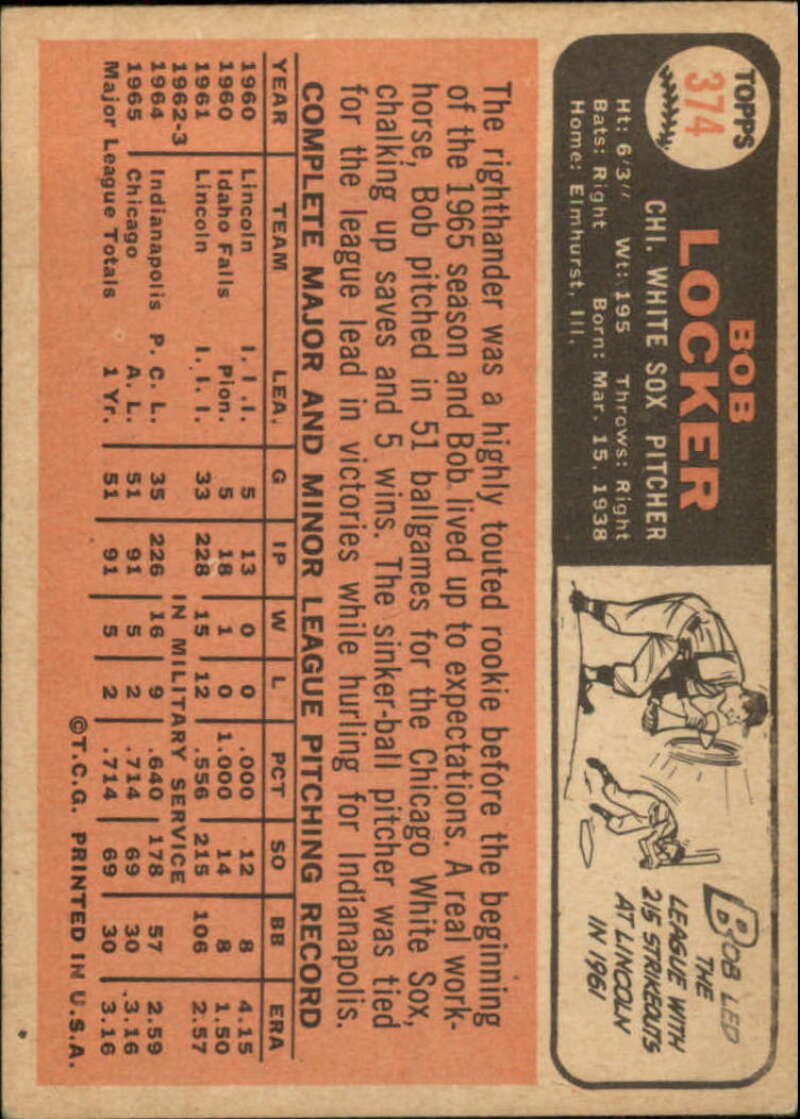 TOPPS
374
BOB
LOCKER
CHI. WHITE SOX PITCHER
Ht: 6'3" Wt: 195 Throws: Right
Bats: Right Born: Mar. 15, 1938
Home: Elmhurst, Ill.
BOB LED
THE
LEAGUE WITH
215 STRIKEOUTS
AT LINCOLN
IN 1961
The righthander was a highly touted rookie before the beginning
of the 1965 season and Bob lived up to expectations. A real work-
horse, Bob pitched in 51 ballgames for the Chicago White Sox,
chalking up saves and 5 wins. The sinker-ball pitcher was tied
for the league lead in victories while hurling for Indianapolis.
COMPLETE MAJOR AND MINOR LEAGUE PITCHING RECORD
YEAR TEAM LEA. G IP W L PCT SO BB ERA
1960 Lincoln I.I.I. 5 13 0 0 .000 12 8 4.15
1960 Idaho Falls Pion. 5 18 1 0 1.000 14 8 1.50
1961 Lincoln I.I.I. 33 228 15 12 .556 215 106 2.57
1962-3 IN MILITARY SERVICE
1964 Indianapolis P.C.L. 35 226 16 9 .640 178 57 2.59
1965 Chicago A.L. 51 91 5 2 .714 69 30 3.16
Major League Totals 1 Yr. 51 91 5 2 .714 69 30 3.16
©T.C.G. PRINTED IN U.S.A.